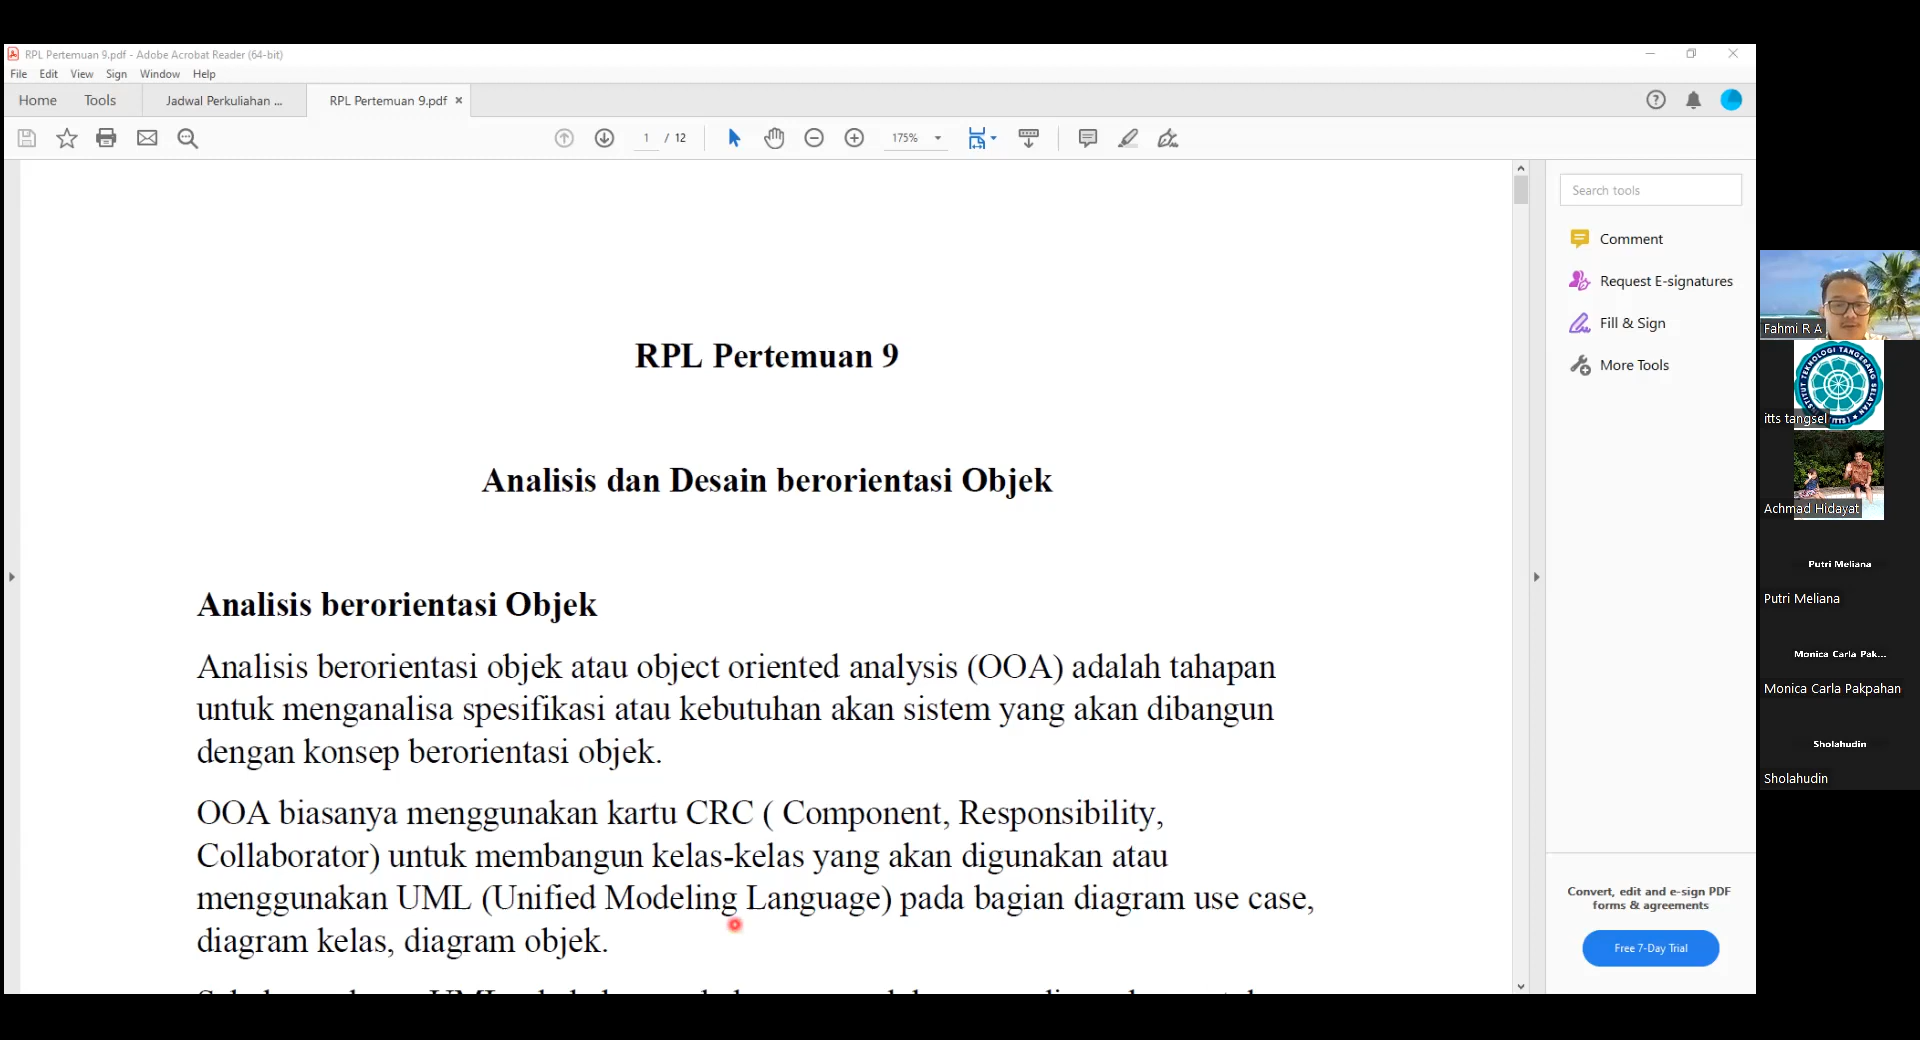 RPL Pertemuan 9.pdf - Adobe Acrobat Reader (64-bit)
File Edit View Sign Window Help
Home Tools Jadwal Perkuliahan ... RPL Pertemuan 9.pdf ×
1 / 12 175%
RPL Pertemuan 9
Analisis dan Desain berorientasi Objek
Analisis berorientasi Objek
Analisis berorientasi objek atau object oriented analysis (OOA) adalah tahapan
untuk menganalisa spesifikasi atau kebutuhan akan sistem yang akan dibangun
dengan konsep berorientasi objek.
OOA biasanya menggunakan kartu CRC ( Component, Responsibility,
Collaborator) untuk membangun kelas-kelas yang akan digunakan atau
menggunakan UML (Unified Modeling Language) pada bagian diagram use case,
diagram kelas, diagram objek.
Search tools
Comment
Request E-signatures
Fill & Sign
More Tools
Convert, edit and e-sign PDF
forms & agreements
Free 7-Day Trial
Fahmi R A
INSTITUT TEKNOLOGI TANGERANG SELATAN
itts tangsel
Achmad Hidayat
Putri Meliana
Putri Meliana
Monica Carla Pak...
Monica Carla Pakpahan
Sholahudin
Sholahudin